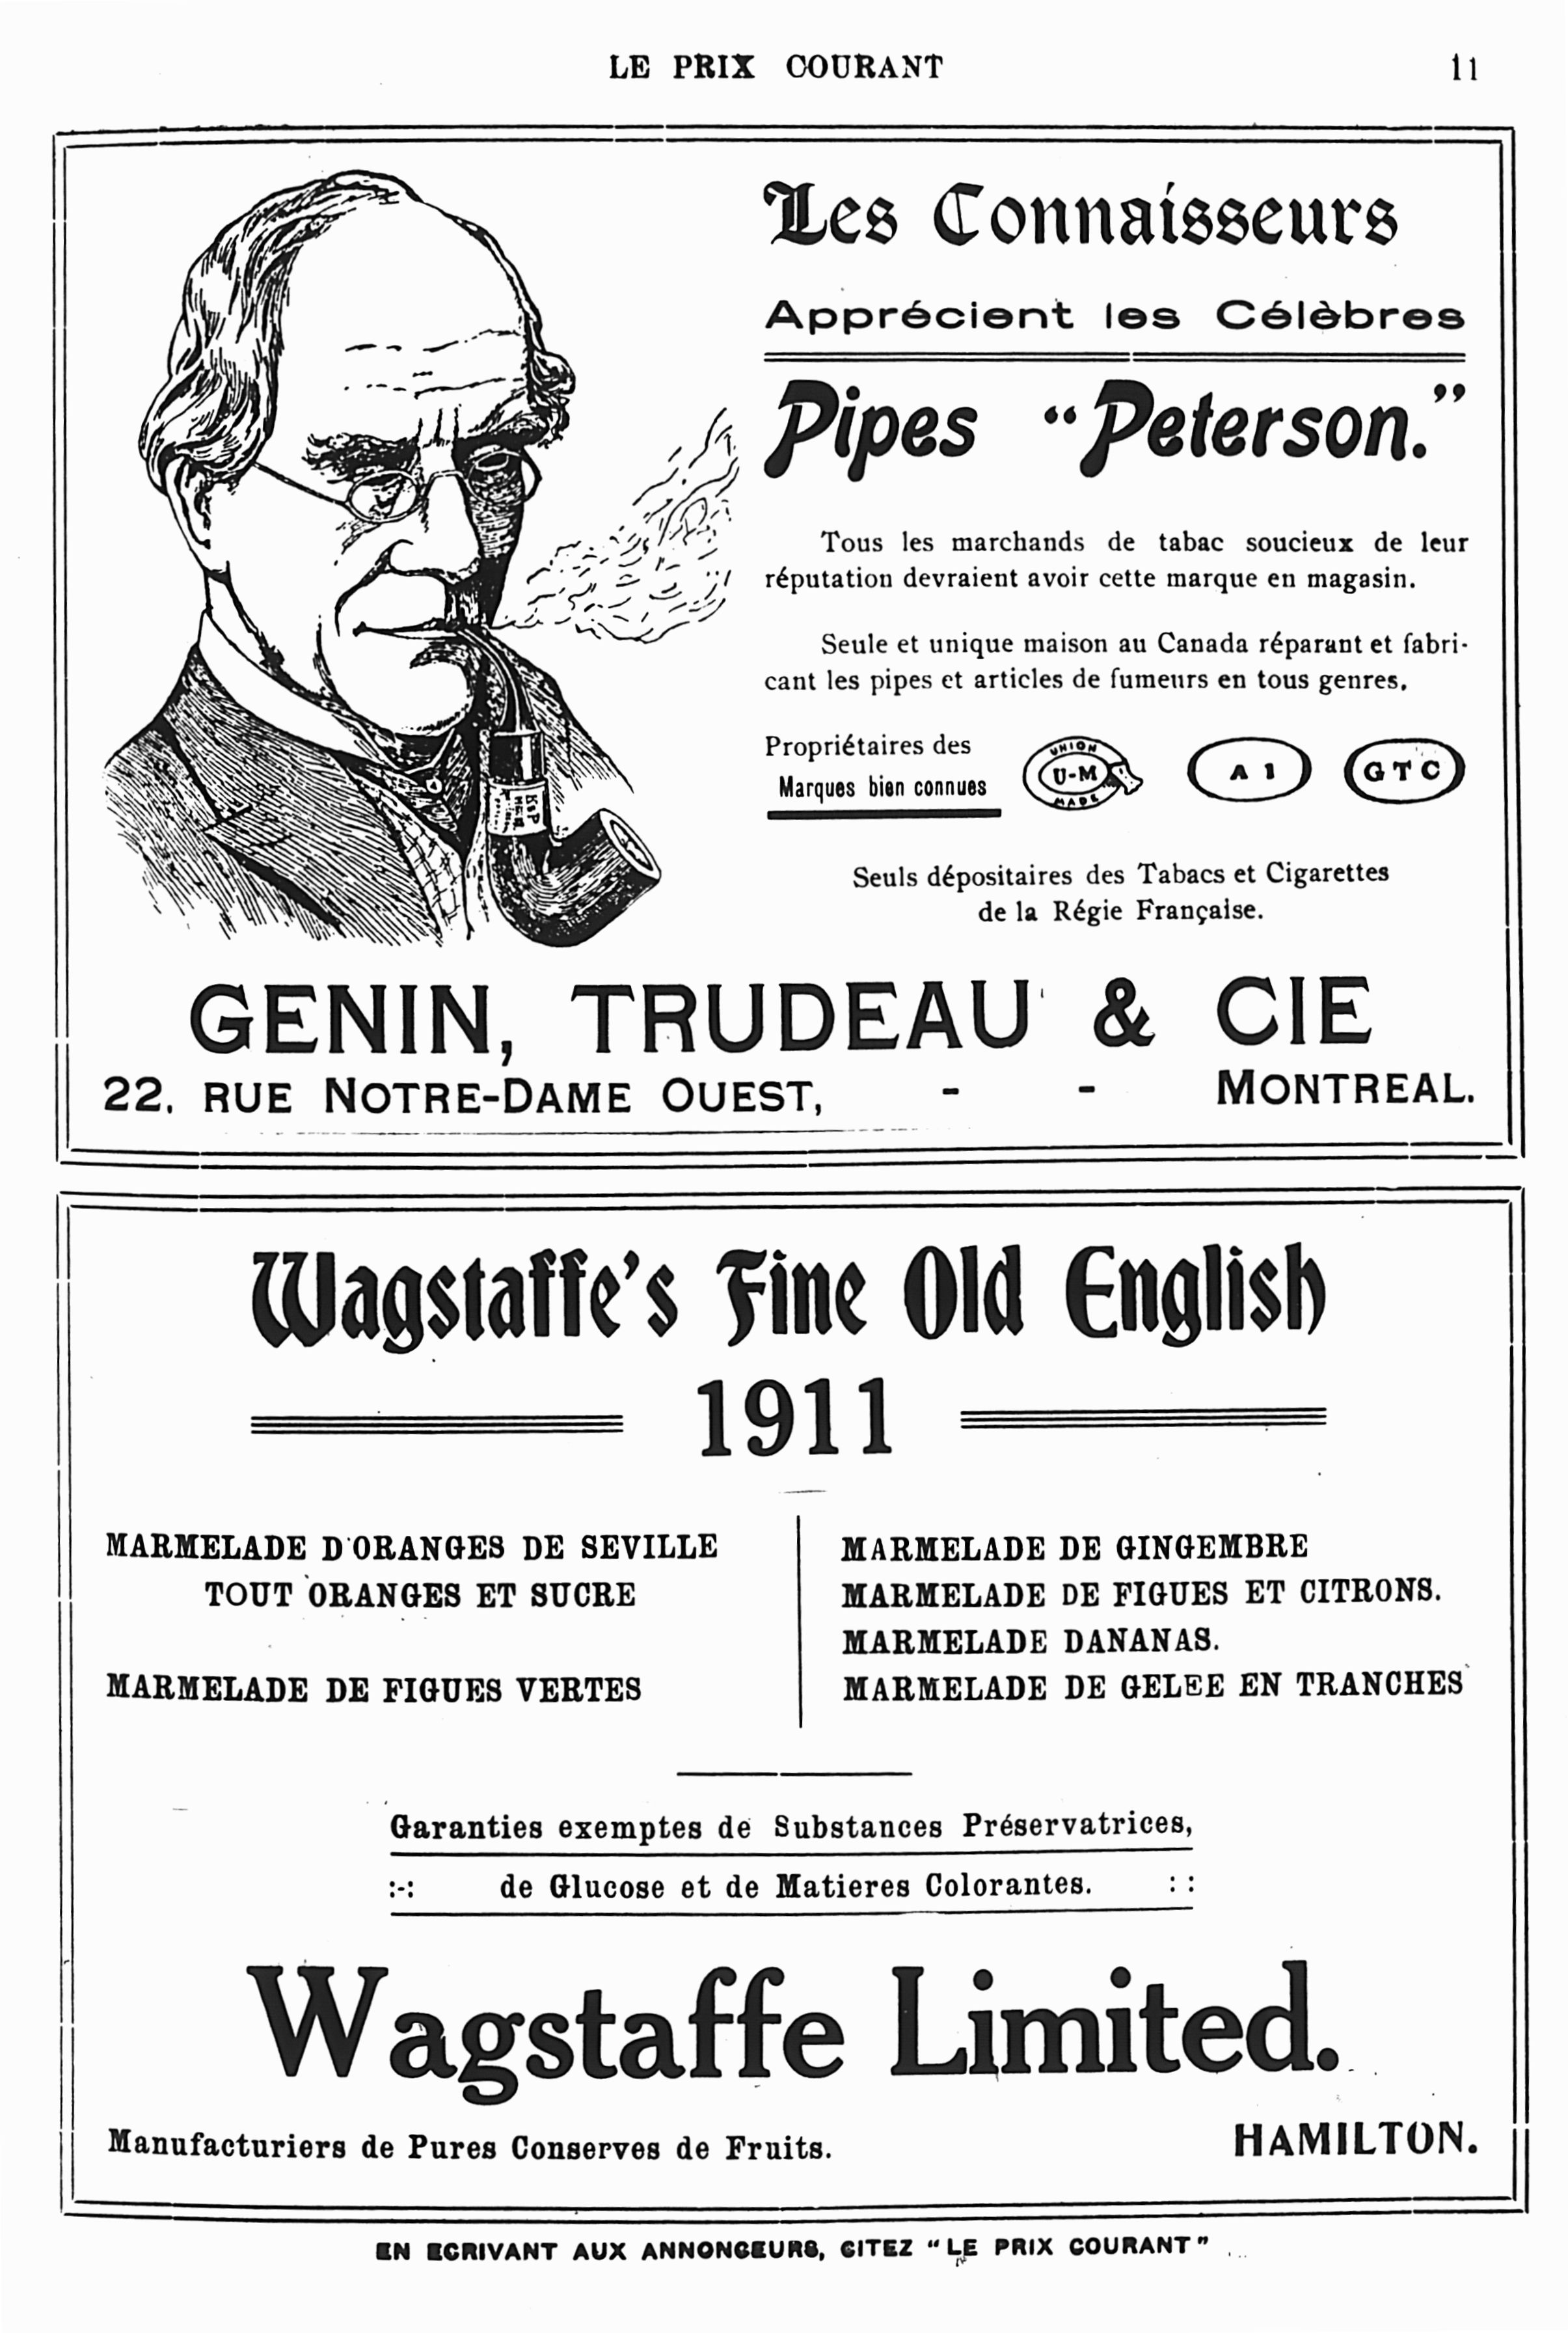 LE PRIX COURANT 11
Les Connaisseurs
Apprécient les Célèbres
Pipes "Peterson."
Tous les marchands de tabac soucieux de leur
réputation devraient avoir cette marque en magasin.
Seule et unique maison au Canada réparant et fabri-
cant les pipes et articles de fumeurs en tous genres.
Propriétaires des
Marques bien connues
UNION
U-M
MADE
A 1
GTC
Seuls dépositaires des Tabacs et Cigarettes
de la Régie Française.
GENIN, TRUDEAU & CIE
22, RUE NOTRE-DAME OUEST, - - MONTREAL.
Wagstaffe's Fine Old English
1911
MARMELADE D'ORANGES DE SEVILLE
TOUT ORANGES ET SUCRE
MARMELADE DE FIGUES VERTES
MARMELADE DE GINGEMBRE
MARMELADE DE FIGUES ET CITRONS.
MARMELADE DANANAS.
MARMELADE DE GELEE EN TRANCHES
Garanties exemptes de Substances Préservatrices,
:-: de Glucose et de Matieres Colorantes. : :
Wagstaffe Limited.
Manufacturiers de Pures Conserves de Fruits. HAMILTON.
EN ECRIVANT AUX ANNONCEURS, CITEZ "LE PRIX COURANT"